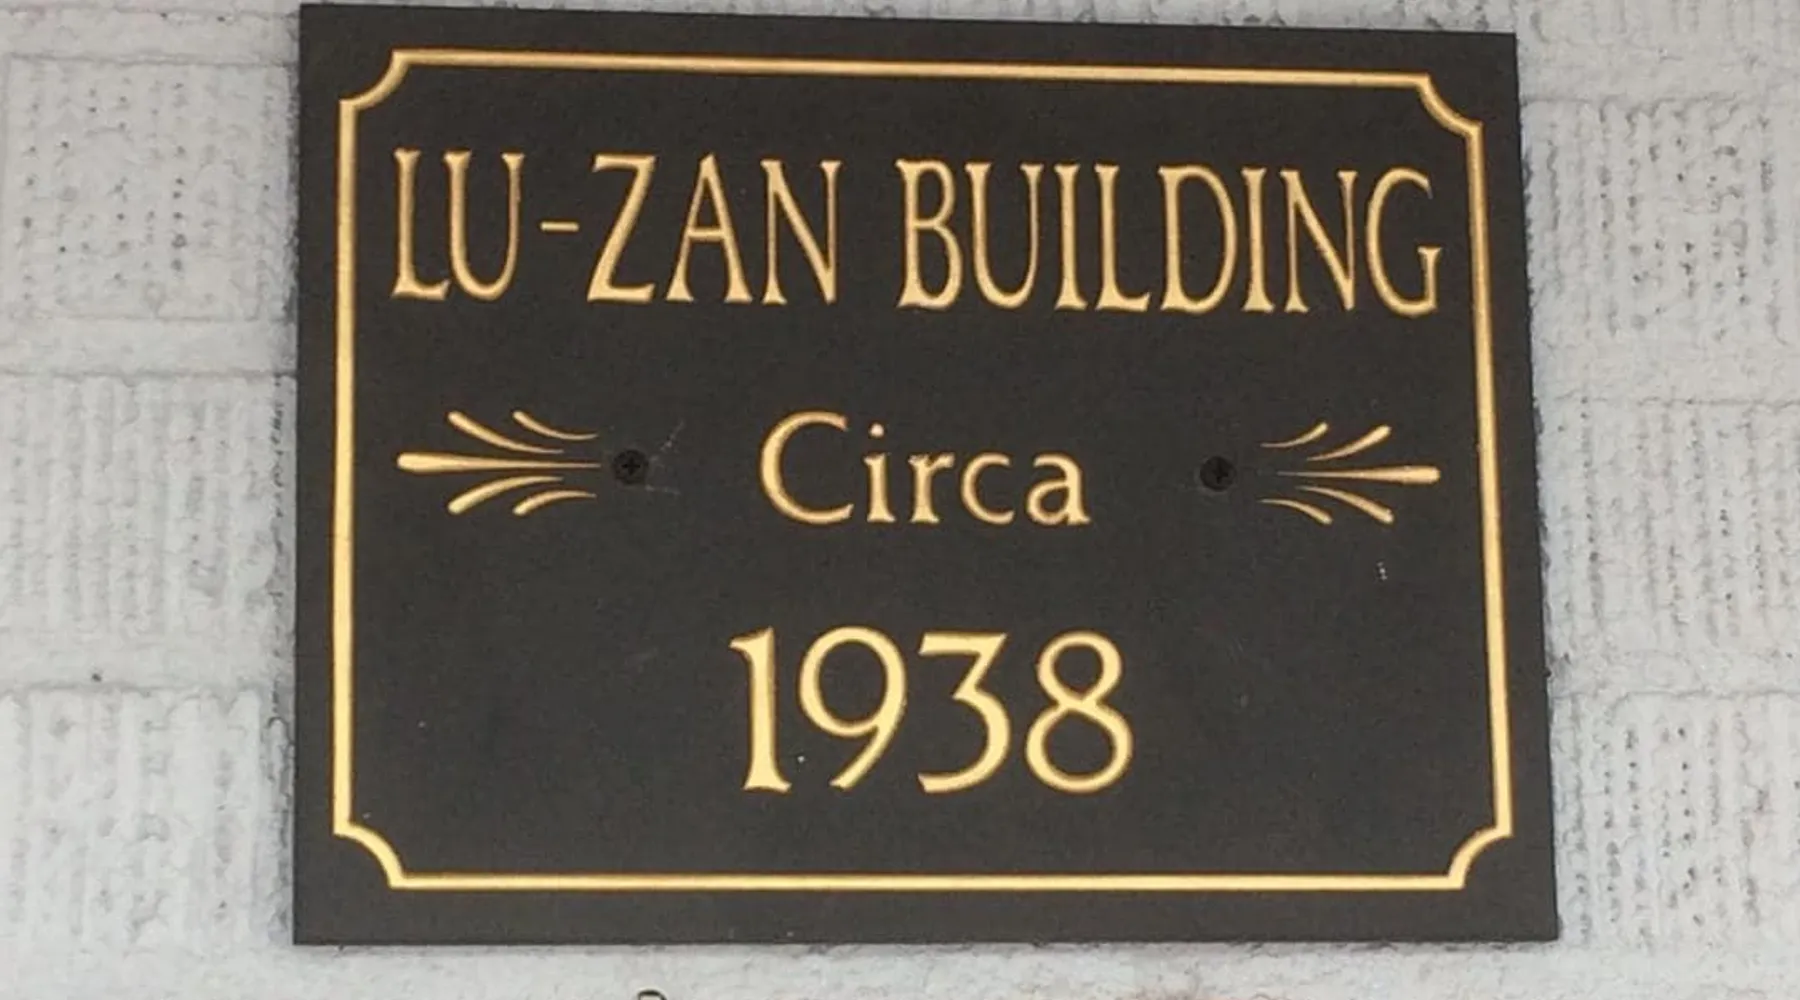 LU-ZAN BUILDING
Circa
1938